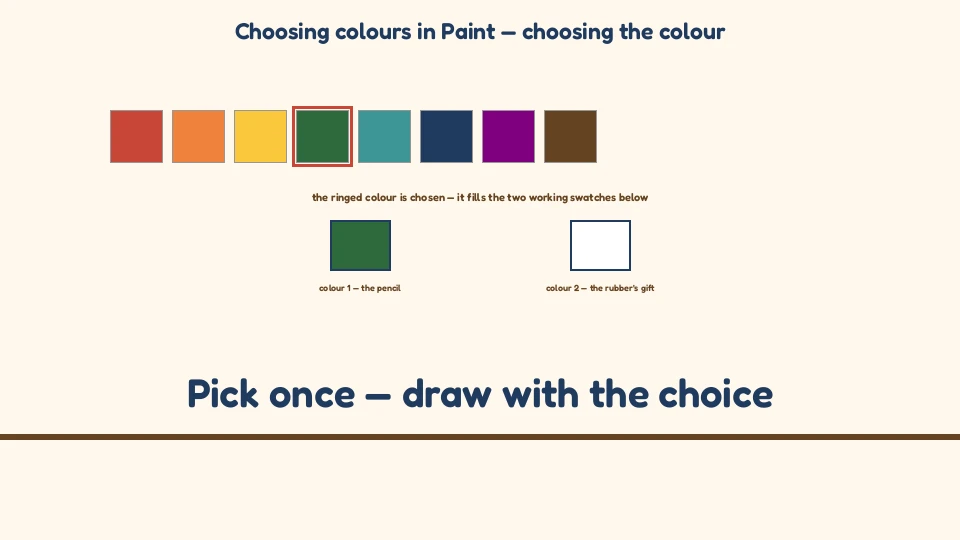 Choosing colours in Paint — choosing the colour
the ringed colour is chosen — it fills the two working swatches below
colour 1 — the pencil
colour 2 — the rubber's gift
Pick once — draw with the choice